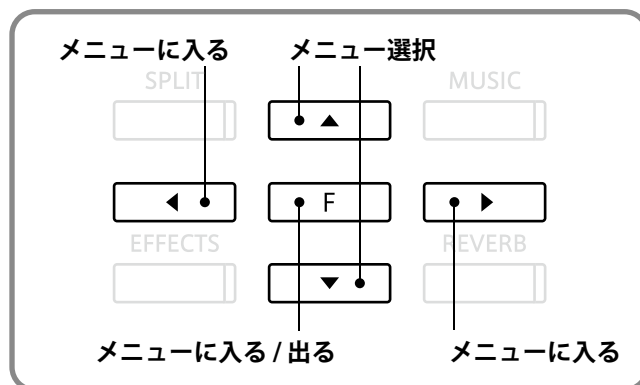 メニューに入る メニュー選択
SPLIT MUSIC
▲
◀ F ▶
EFFECTS REVERB
▼
メニューに入る / 出る メニューに入る